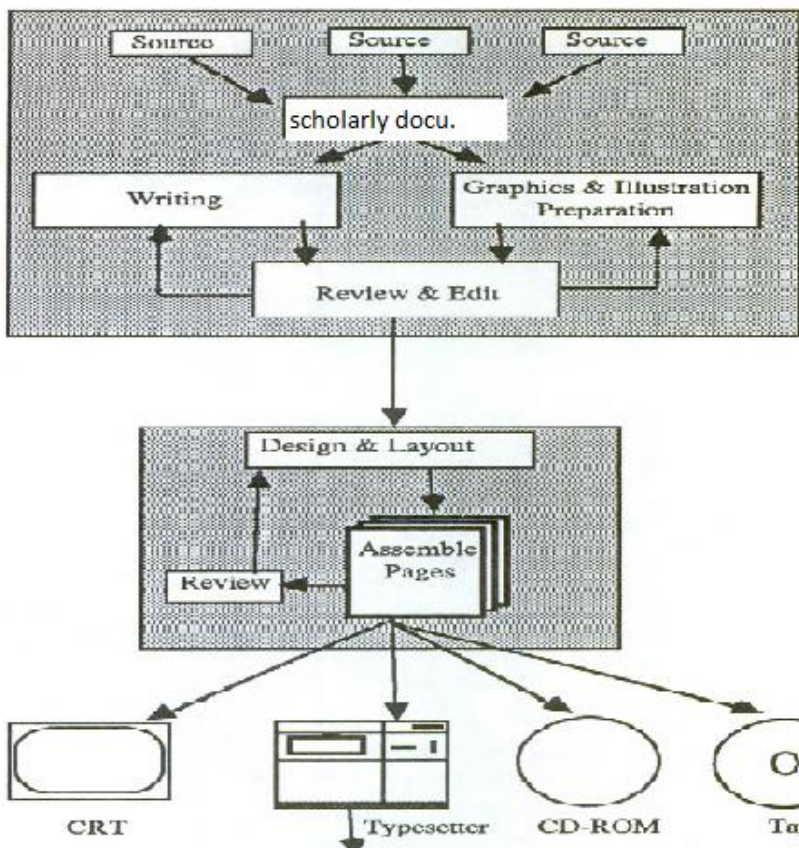 Source
Source
Source
scholarly docu.
Writing
Graphics & Illustration
Preparation
Review & Edit
Design & Layout
Assemble
Pages
Review
CRT
Typesetter
CD-ROM